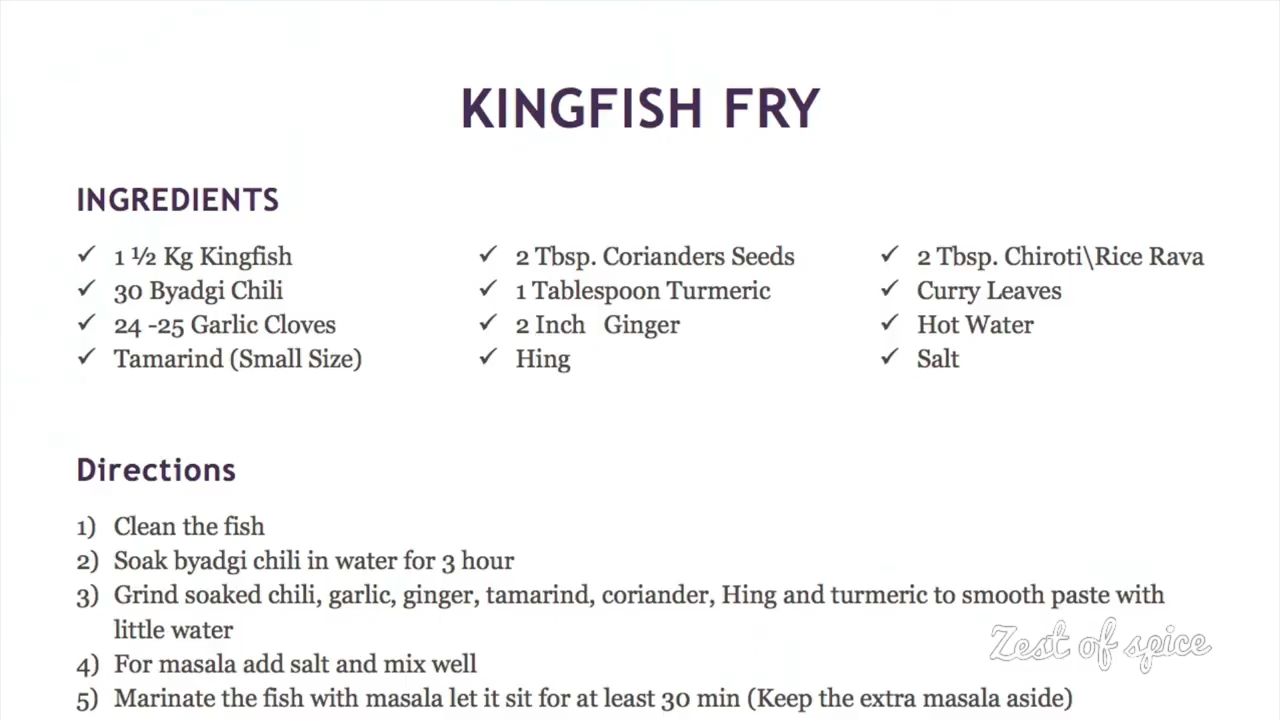 KINGFISH FRY
INGREDIENTS
✓ 1 ½ Kg Kingfish
✓ 30 Byadgi Chili
✓ 24 -25 Garlic Cloves
✓ Tamarind (Small Size)
✓ 2 Tbsp. Corianders Seeds
✓ 1 Tablespoon Turmeric
✓ 2 Inch Ginger
✓ Hing
✓ 2 Tbsp. Chiroti\Rice Rava
✓ Curry Leaves
✓ Hot Water
✓ Salt
Directions
1) Clean the fish
2) Soak byadgi chili in water for 3 hour
3) Grind soaked chili, garlic, ginger, tamarind, coriander, Hing and turmeric to smooth paste with
little water
4) For masala add salt and mix well
5) Marinate the fish with masala let it sit for at least 30 min (Keep the extra masala aside)
Zest of spice